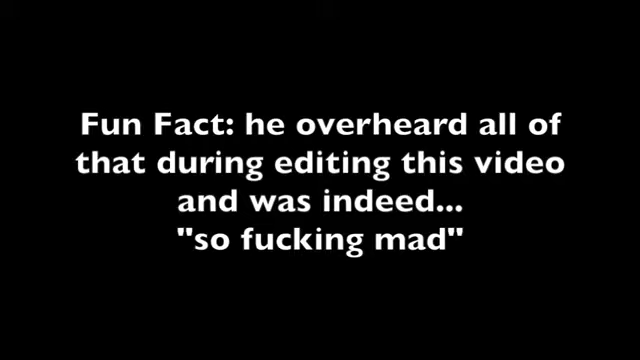 Fun Fact: he overheard all of
that during editing this video
and was indeed...
"so fucking mad"